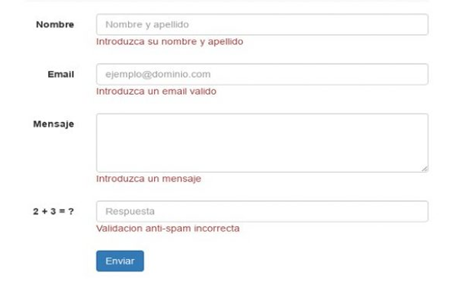 Nombre Nombre y apellido
Introduzca su nombre y apellido
Email ejemplo@dominio.com
Introduzca un email valido
Mensaje
Introduzca un mensaje
2 + 3 = ? Respuesta
Validacion anti-spam incorrecta
Enviar